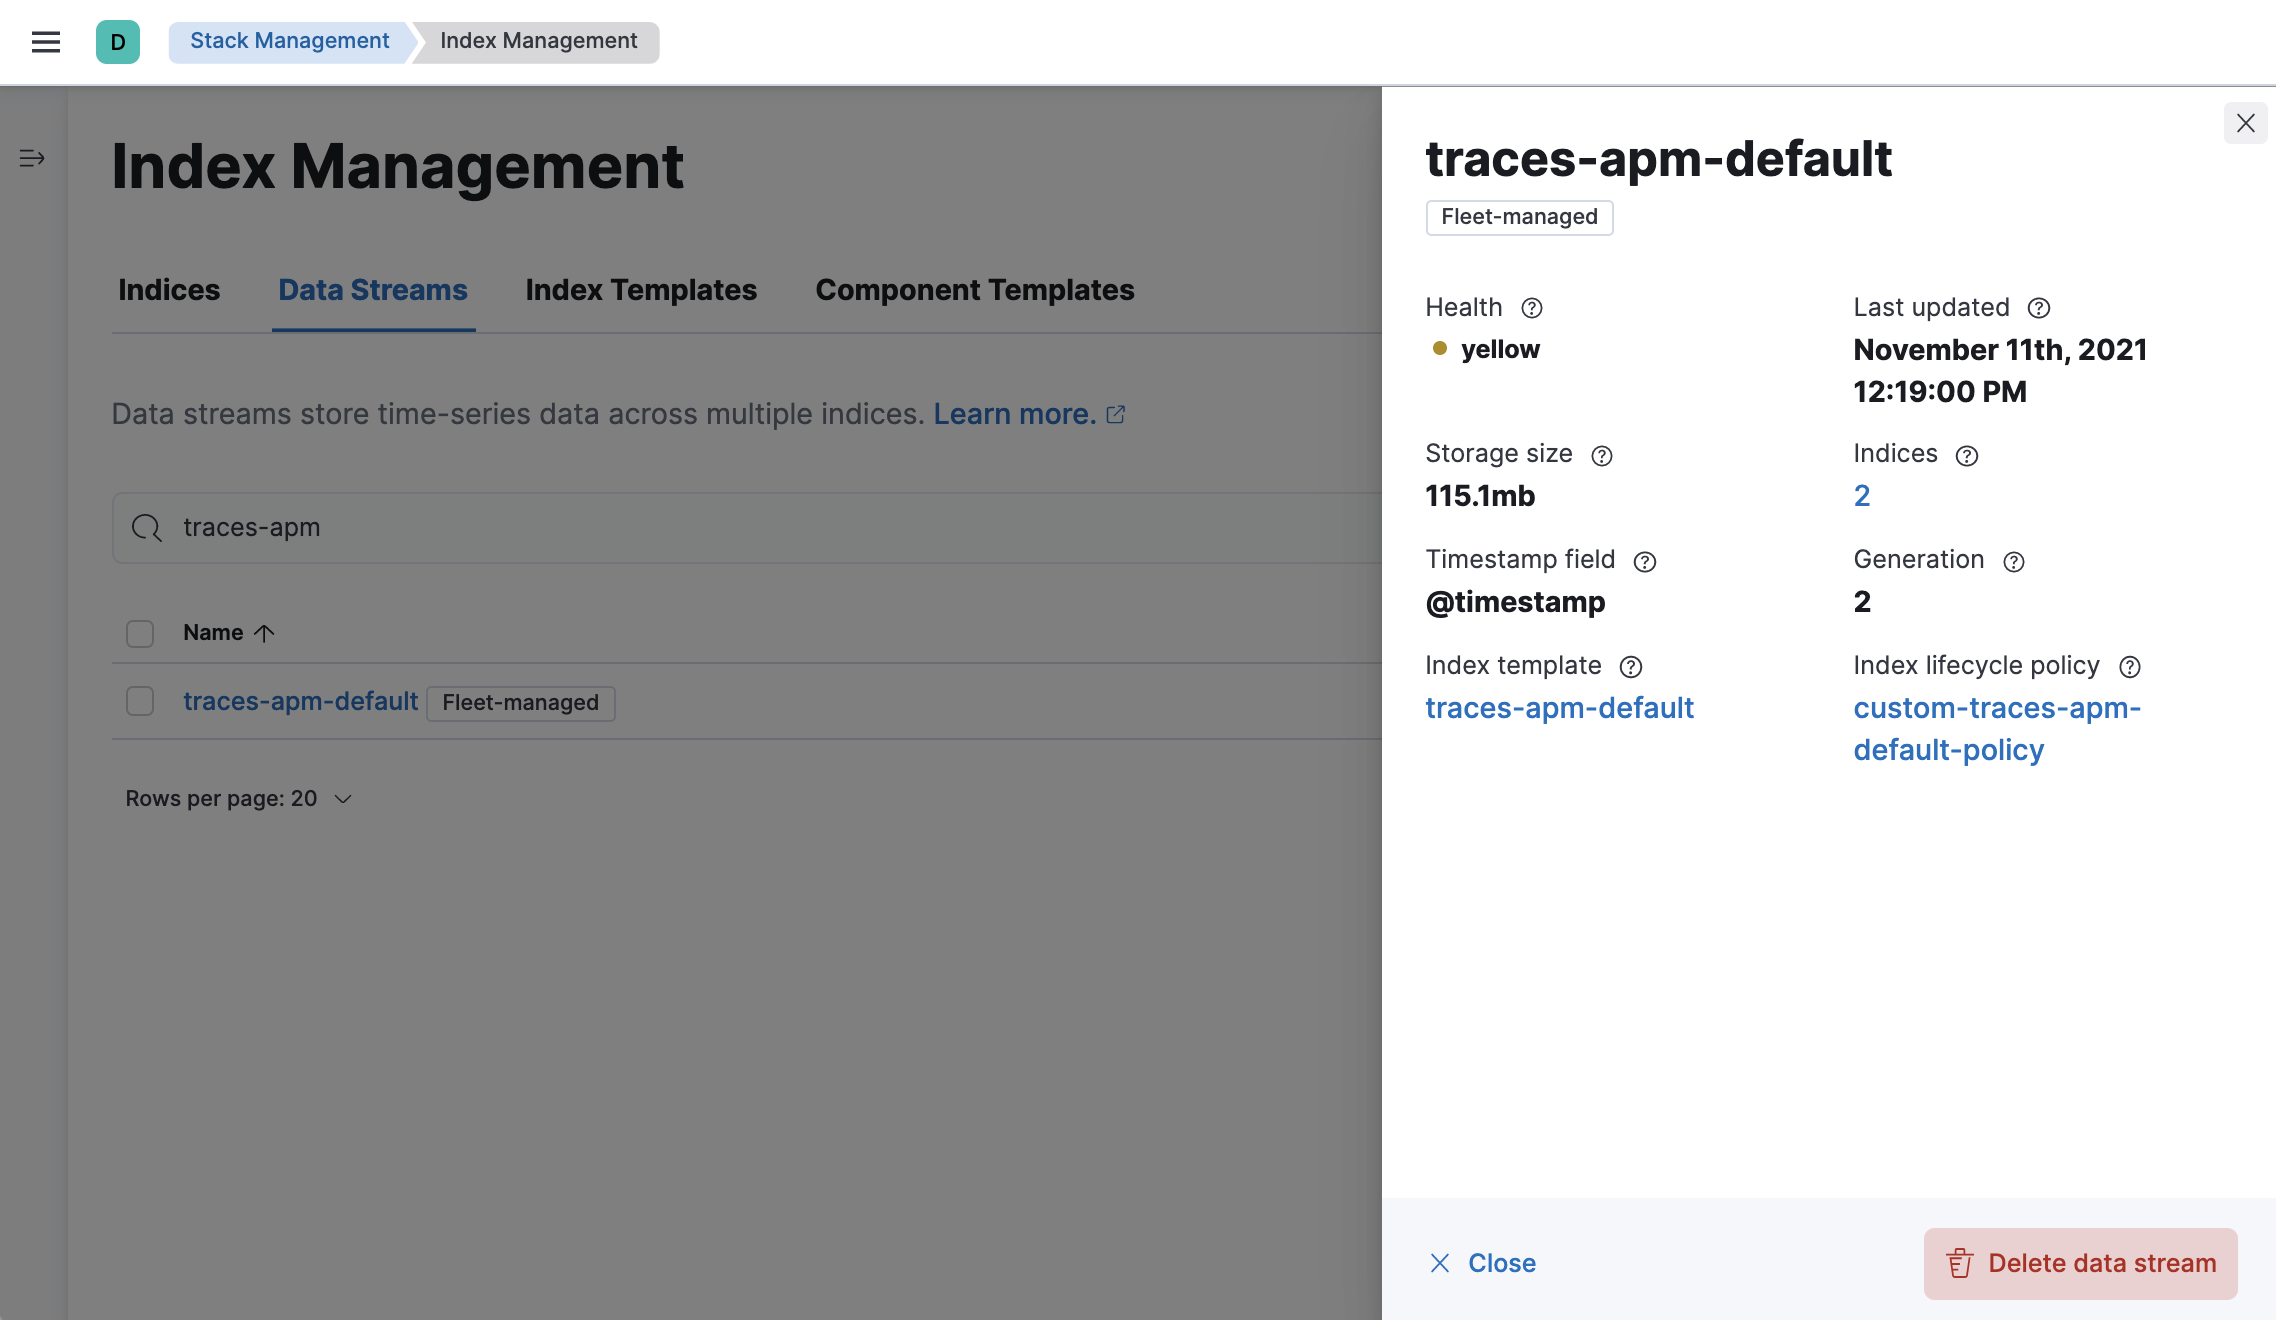 D
Stack Management
Index Management
Index Management
Indices
Data Streams
Index Templates
Component Templates
Data streams store time-series data across multiple indices. Learn more.
traces-apm
Name
traces-apm-default
Fleet-managed
Rows per page: 20
traces-apm-default
Fleet-managed
Health
yellow
Last updated
November 11th, 2021
12:19:00 PM
Storage size
115.1mb
Indices
2
Timestamp field
@timestamp
Generation
2
Index template
traces-apm-default
Index lifecycle policy
custom-traces-apm-
default-policy
Close
Delete data stream